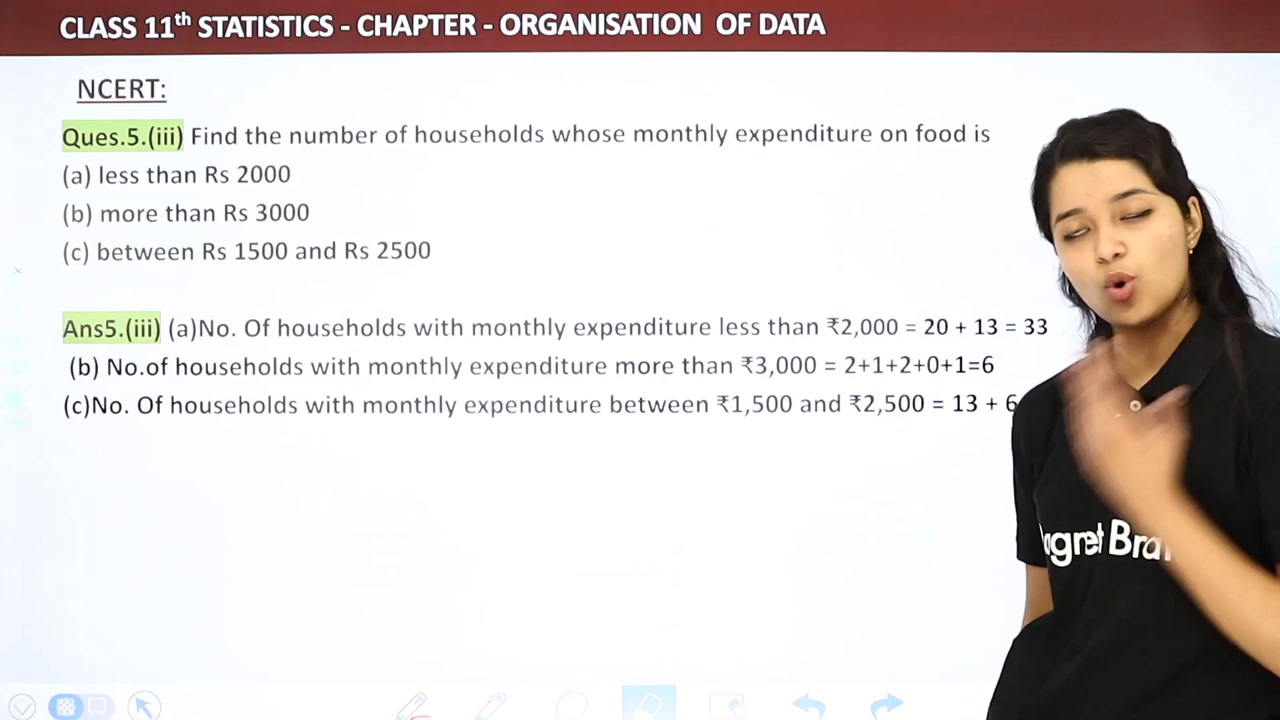 CLASS 11th STATISTICS - CHAPTER - ORGANISATION OF DATA
NCERT:
Ques.5.(iii) Find the number of households whose monthly expenditure on food is
(a) less than Rs 2000
(b) more than Rs 3000
(c) between Rs 1500 and Rs 2500
Ans5.(iii) (a)No. Of households with monthly expenditure less than ₹2,000 = 20 + 13 = 33
(b) No.of households with monthly expenditure more than ₹3,000 = 2+1+2+0+1=6
(c)No. Of households with monthly expenditure between ₹1,500 and ₹2,500 = 13 + 6